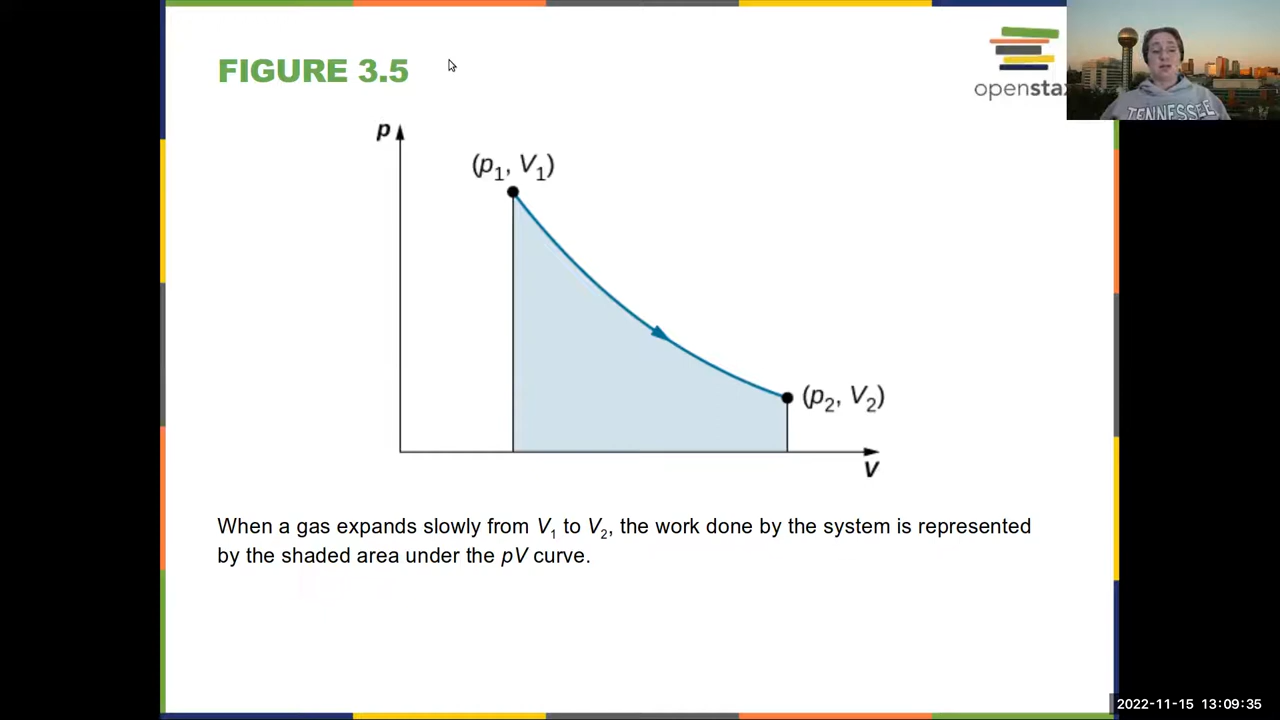 FIGURE 3.5
openstax
TENNESSEE
p
(p₁, V₁)
(p₂, V₂)
V
When a gas expands slowly from V₁ to V₂, the work done by the system is represented
by the shaded area under the pV curve.
2022-11-15 13:09:35